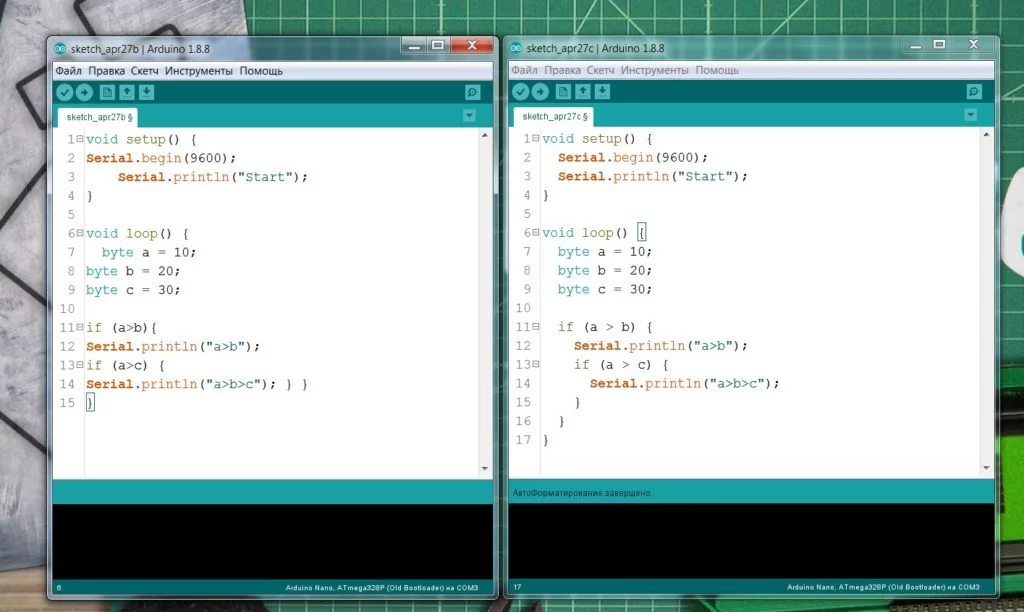 sketch_apr27b | Arduino 1.8.8
Файл Правка Скетч Инструменты Помощь
sketch_apr27b §
1 void setup() {
2 Serial.begin(9600);
3     Serial.println("Start");
4 }
5
6 void loop() {
7   byte a = 10;
8 byte b = 20;
9 byte c = 30;
10
11 if (a>b){
12 Serial.println("a>b");
13 if (a>c) {
14 Serial.println("a>b>c"); } }
15 }
6
Arduino Nano, ATmega328P (Old Bootloader) на COM3
sketch_apr27c | Arduino 1.8.8
Файл Правка Скетч Инструменты Помощь
sketch_apr27c §
1 void setup() {
2   Serial.begin(9600);
3   Serial.println("Start");
4 }
5
6 void loop() {
7   byte a = 10;
8   byte b = 20;
9   byte c = 30;
10
11   if (a > b) {
12     Serial.println("a>b");
13     if (a > c) {
14       Serial.println("a>b>c");
15     }
16   }
17 }
АвтоФорматирование завершено.
17
Arduino Nano, ATmega328P (Old Bootloader) на COM3